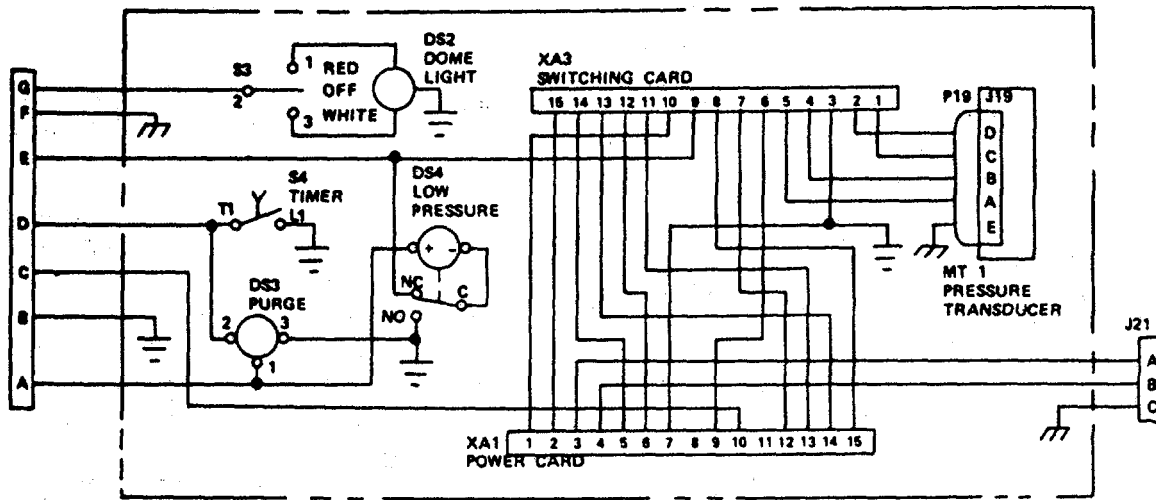 G
F
E
D
C
B
A
S3
2
1
RED
OFF
WHITE
3
DS2
DOME
LIGHT
S4
TIMER
T1
L1
DS3
PURGE
2
3
1
DS4
LOW
PRESSURE
+ -
NC
C
NO
XA3
SWITCHING CARD
15 14 13 12 11 10 9 8 7 6 5 4 3 2 1
P19 J19
D
C
B
A
E
MT 1
PRESSURE
TRANSDUCER
J21
A
B
C
XA1
POWER CARD
1 2 3 4 5 6 7 8 9 10 11 12 13 14 15